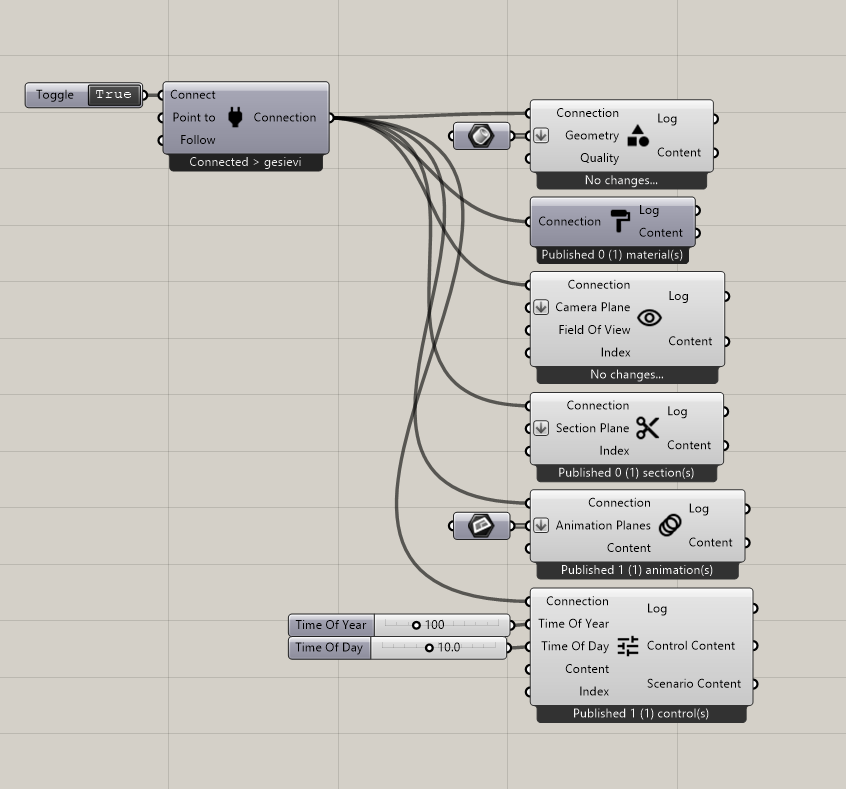 Toggle True
Connect
Point to
Follow
Connection
Connected > gesievi
Connection
Geometry
Quality
Log
Content
No changes...
Connection
Log
Content
Published 0 (1) material(s)
Connection
Camera Plane
Field Of View
Index
Log
Content
No changes...
Connection
Section Plane
Index
Log
Content
Published 0 (1) section(s)
Connection
Animation Planes
Content
Log
Content
Published 1 (1) animation(s)
Time Of Year 100
Time Of Day 10.0
Connection
Time Of Year
Time Of Day
Content
Index
Log
Control Content
Scenario Content
Published 1 (1) control(s)